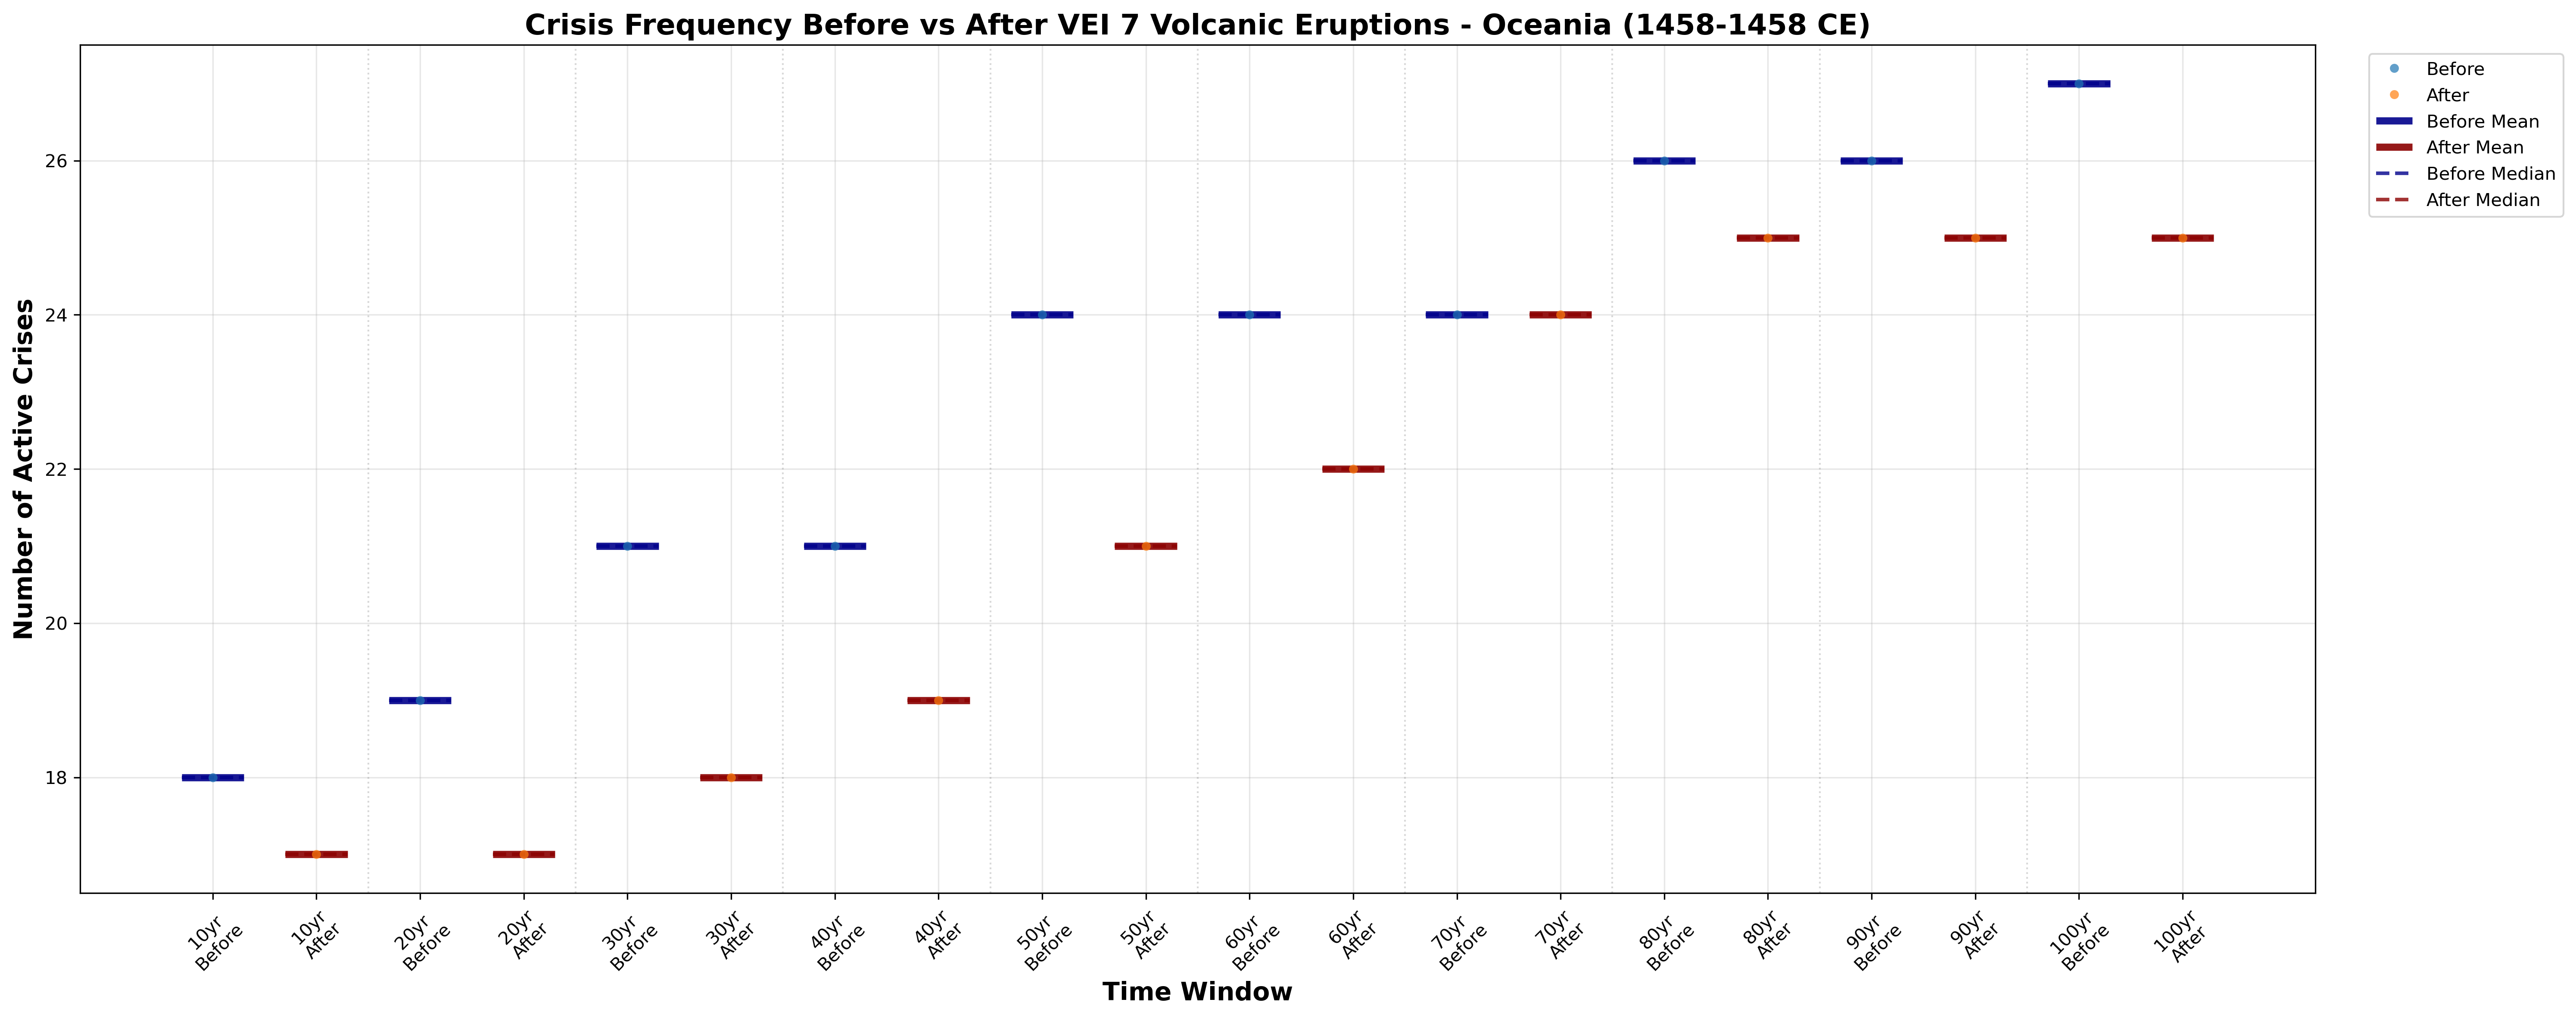 Crisis Frequency Before vs After VEI 7 Volcanic Eruptions - Oceania (1458-1458 CE)
Number of Active Crises
26
24
22
20
18
10yr
Before
10yr
After
20yr
Before
20yr
After
30yr
Before
30yr
After
40yr
Before
40yr
After
50yr
Before
50yr
After
60yr
Before
60yr
After
70yr
Before
70yr
After
80yr
Before
80yr
After
90yr
Before
90yr
After
100yr
Before
100yr
After
Time Window
Before
After
Before Mean
After Mean
Before Median
After Median